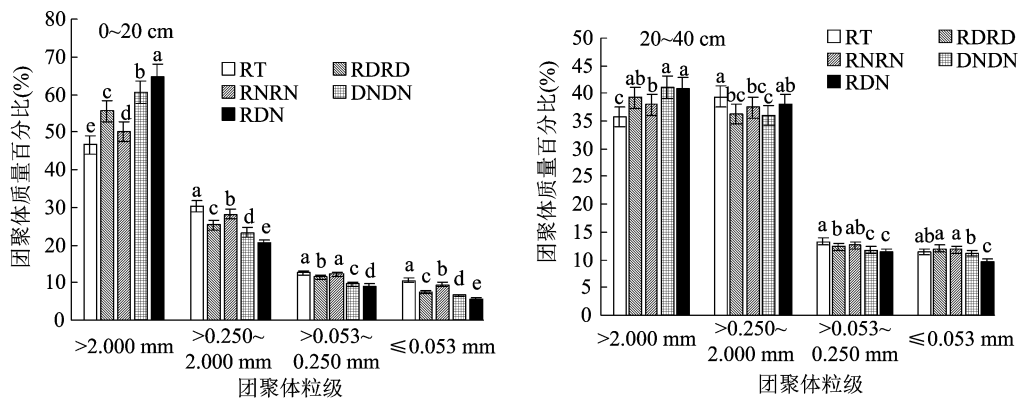 0~20 cm
RT RDRD
RNRN DNDN
RDN
团聚体质量百分比(%)
80
70
60
50
40
30
20
10
0
e c d b a
a c b d e
a b a c d
a c b d e
>2.000 mm
>0.250~
2.000 mm
>0.053~
0.250 mm
≤0.053 mm
团聚体粒级
20~40 cm
RT RDRD
RNRN DNDN
RDN
团聚体质量百分比(%)
50
45
40
35
30
25
20
15
10
5
0
c ab b a a
a bc bc c ab
a b ab c c
ab a a b c
>2.000 mm
>0.250~
2.000 mm
>0.053~
0.250 mm
≤0.053 mm
团聚体粒级